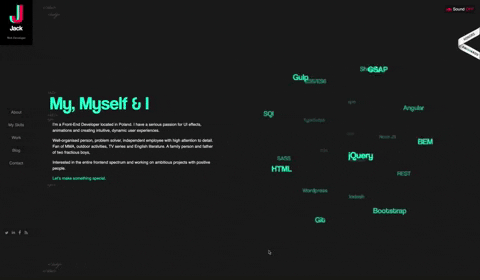 Jack
Web Developer
Sound OFF
About
My Skills
Work
Blog
Contact
My, Myself & I
I'm a Front-End Developer located in Poland. I have a serious passion for UI effects,
animations and creating intuitive, dynamic user experiences.
Well-organised person, problem solver, independent employee with high attention to detail.
Fan of MMA, outdoor activities, TV series and English literature. A family person and father
of two fractious boys.
Interested in the entire frontend spectrum and working on ambitious projects with positive
people.
Let's make something special.
GSAP
Gulp
Angular
SQl
BEM
jQuery
SASS
HTML
REST
Wordpress
Git
Bootstrap